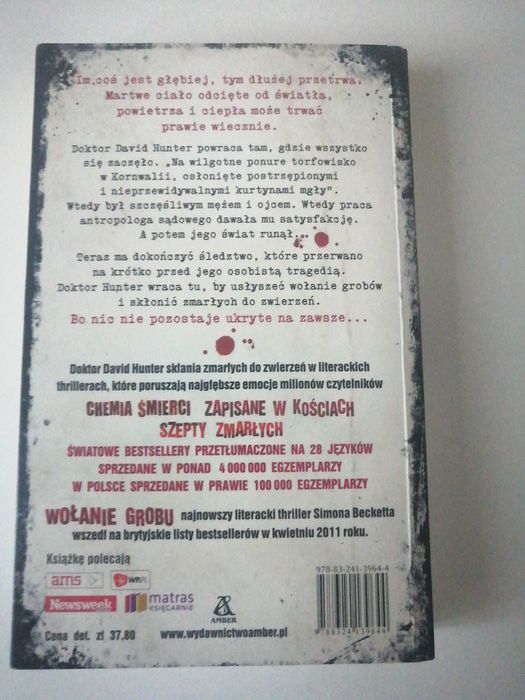 Im coś jest głębiej, tym dłużej przetrwa.
Martwe ciało odcięte od światła,
powietrza i ciepła może trwać
prawie wiecznie.
Doktor David Hunter powraca tam, gdzie wszystko
się zaczęło. „Na wilgotne ponure torfowisko
w Kornwalii, osłonięte postrzępionymi
i nieprzewidywalnymi kurtynami mgły".
Wtedy był szczęśliwym mężem i ojcem. Wtedy praca
antropologa sądowego dawała mu satysfakcję.
A potem jego świat runął...
Teraz ma dokończyć śledztwo, które przerwano
na krótko przed jego osobistą tragedią.
Doktor Hunter wraca tu, by usłyszeć wołanie grobów
i skłonić zmarłych do zwierzeń.
Bo nic nie pozostaje ukryte na zawsze...
Doktor David Hunter skłania zmarłych do zwierzeń w literackich
thrillerach, które poruszają najgłębsze emocje milionów czytelników
CHEMIA ŚMIERCI ZAPISANE W KOŚCIACH
SZEPTY ZMARŁYCH
ŚWIATOWE BESTSELLERY PRZETŁUMACZONE NA 28 JĘZYKÓW
SPRZEDANE W PONAD 4 000 000 EGZEMPLARZY
W POLSCE SPRZEDANE W PRAWIE 100 000 EGZEMPLARZY
WOŁANIE GROBU najnowszy literacki thriller Simona Becketta
wszedł na brytyjskie listy bestsellerów w kwietniu 2011 roku.
Książkę polecają
978-83-241-3964-4
ams WP.PL
Newsweek matras
KSIĘGARNIE
AMBER
9788324139644
Cena det. zł 37,80 www.wydawnictwoamber.pl